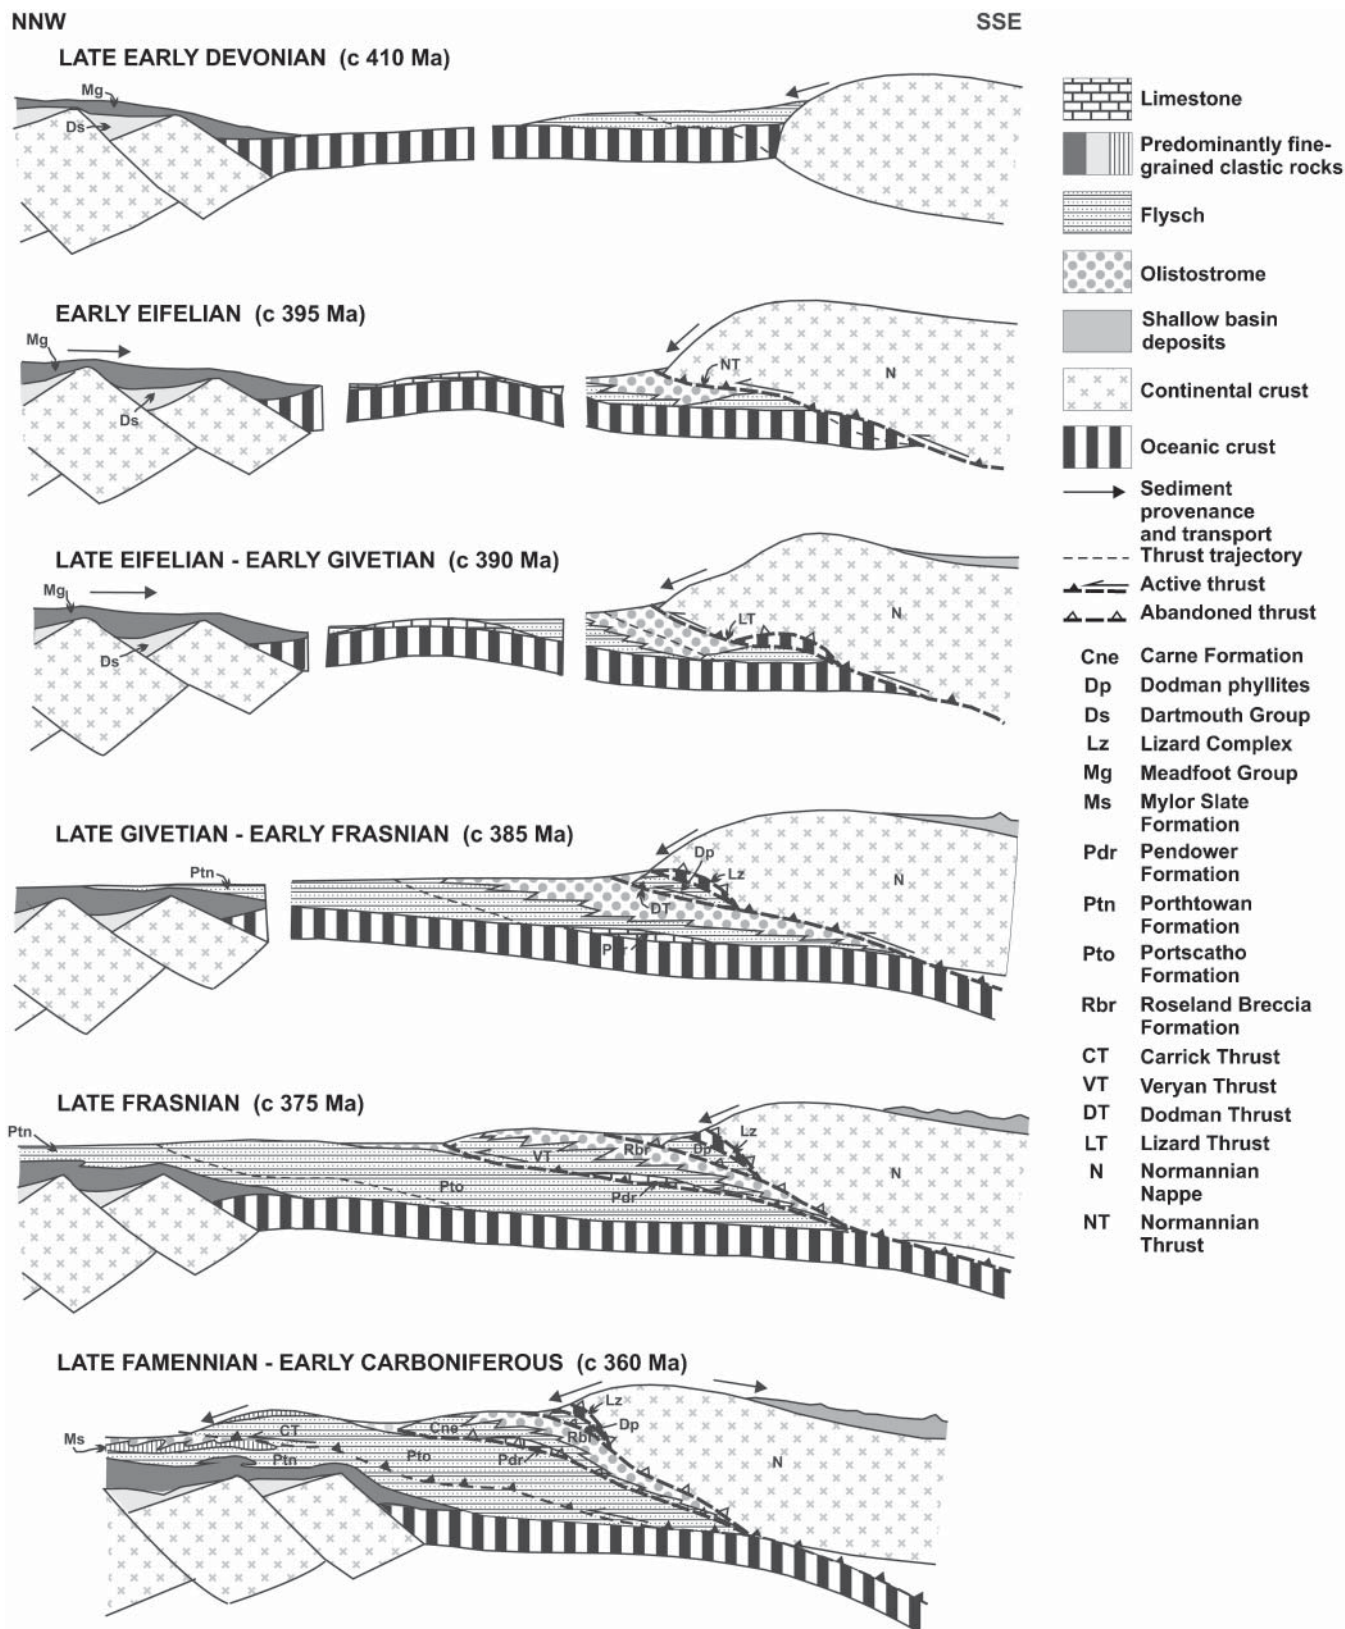 NNW
SSE
LATE EARLY DEVONIAN (c 410 Ma)
Mg
Ds
EARLY EIFELIAN (c 395 Ma)
Mg
Ds
NT
N
LATE EIFELIAN - EARLY GIVETIAN (c 390 Ma)
Mg
Ds
LT
N
LATE GIVETIAN - EARLY FRASNIAN (c 385 Ma)
Ptn
Dp
Lz
DT
N
LATE FRASNIAN (c 375 Ma)
Ptn
Lz
VT
Rbr
Dp
N
Pto
Pdr
LATE FAMENNIAN - EARLY CARBONIFEROUS (c 360 Ma)
Lz
Dp
Ms
CT
Cne
Rbr
Ptn
Pto
Pdr
N
Limestone
Predominantly fine-
grained clastic rocks
Flysch
Olistostrome
Shallow basin
deposits
Continental crust
Oceanic crust
Sediment
provenance
and transport
Thrust trajectory
Active thrust
Abandoned thrust
Cne Carne Formation
Dp Dodman phyllites
Ds Dartmouth Group
Lz Lizard Complex
Mg Meadfoot Group
Ms Mylor Slate
Formation
Pdr Pendower
Formation
Ptn Porthtowan
Formation
Pto Portscatho
Formation
Rbr Roseland Breccia
Formation
CT Carrick Thrust
VT Veryan Thrust
DT Dodman Thrust
LT Lizard Thrust
N Normannian
Nappe
NT Normannian
Thrust